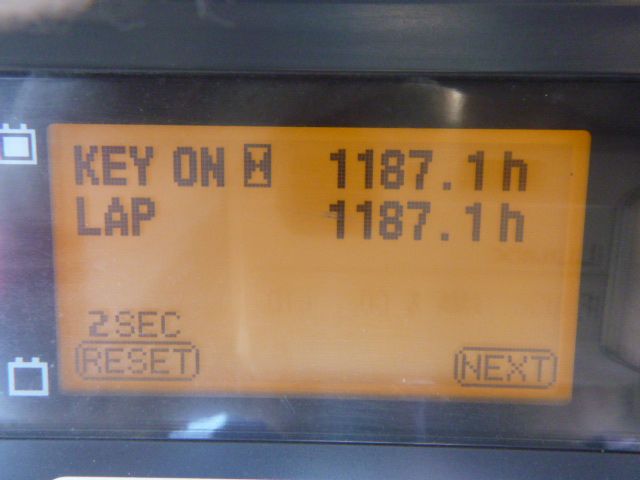 KEY ON 1187.1h
LAP 1187.1h
2SEC
RESET NEXT